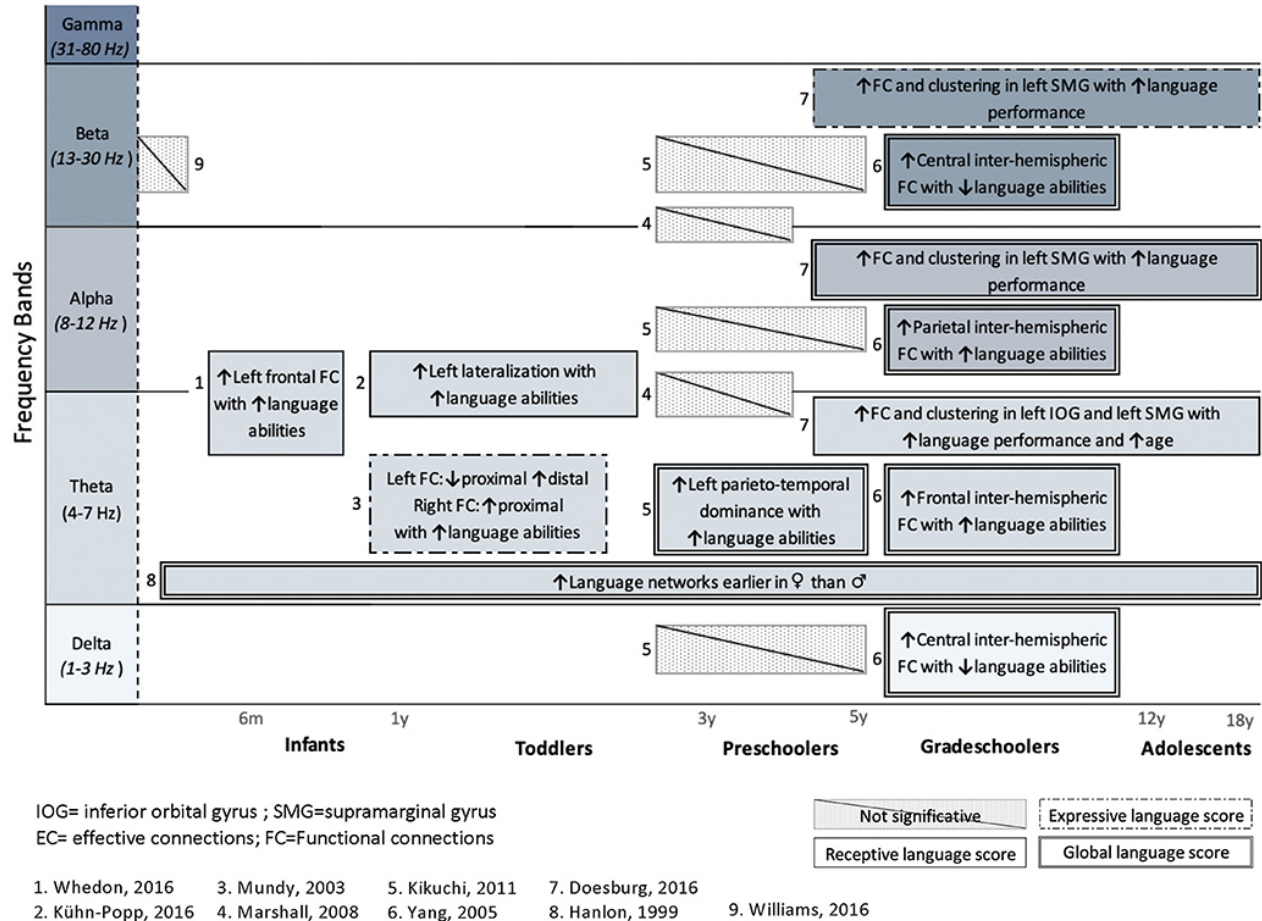 Frequency Bands
Gamma
(31-80 Hz)
Beta
(13-30 Hz )
Alpha
(8-12 Hz )
Theta
(4-7 Hz)
Delta
(1-3 Hz )
7
↑FC and clustering in left SMG with ↑language
performance
9
5
6
↑Central inter-hemispheric
FC with ↓language abilities
4
7
↑FC and clustering in left SMG with ↑language
performance
5
6
↑Parietal inter-hemispheric
FC with ↑language abilities
1
↑Left frontal FC
with ↑language
abilities
2
↑Left lateralization with
↑language abilities
4
7
↑FC and clustering in left IOG and left SMG with
↑language performance and ↑age
3
Left FC:↓proximal ↑distal
Right FC:↑proximal
with ↑language abilities
5
↑Left parieto-temporal
dominance with
↑language abilities
6
↑Frontal inter-hemispheric
FC with ↑language abilities
8
↑Language networks earlier in ♀ than ♂
5
6
↑Central inter-hemispheric
FC with ↓language abilities
6m 1y 3y 5y 12y 18y
Infants Toddlers Preschoolers Gradeschoolers Adolescents
IOG= inferior orbital gyrus ; SMG=supramarginal gyrus
EC= effective connections; FC=Functional connections
Not significative
Expressive language score
Receptive language score
Global language score
1. Whedon, 2016 3. Mundy, 2003 5. Kikuchi, 2011 7. Doesburg, 2016
2. Kühn-Popp, 2016 4. Marshall, 2008 6. Yang, 2005 8. Hanlon, 1999 9. Williams, 2016